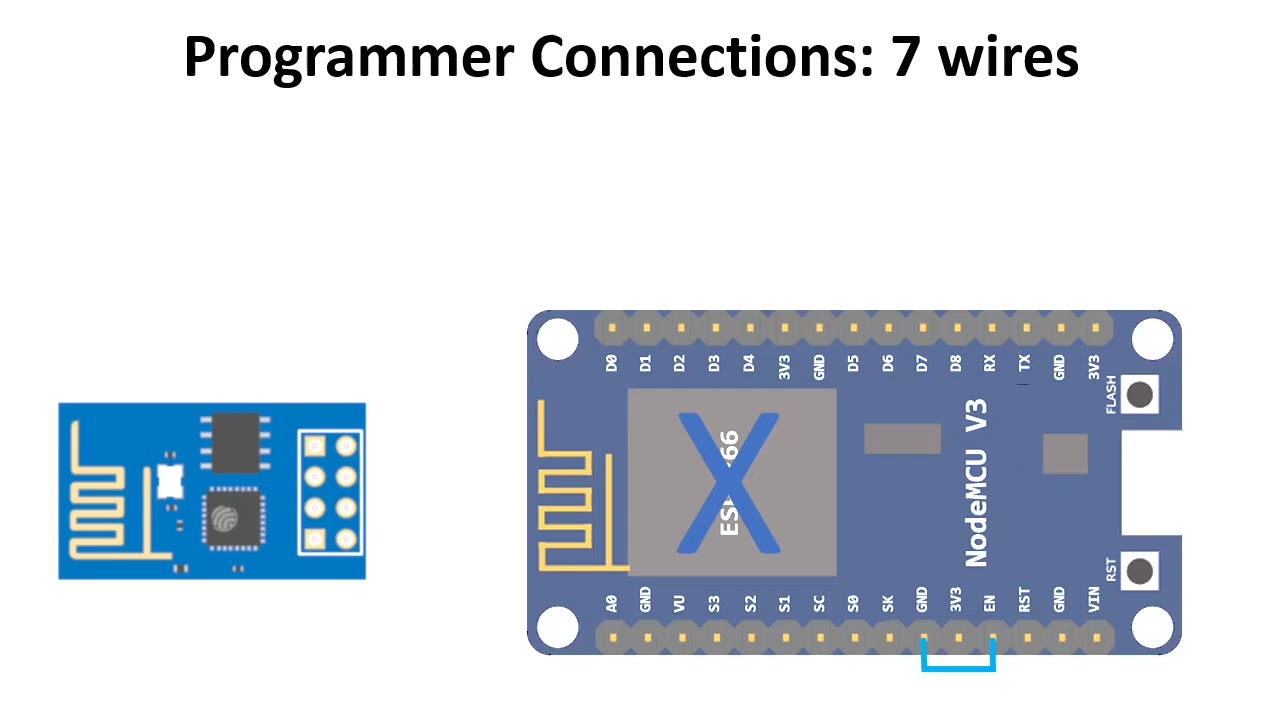 Programmer Connections: 7 wires
D0 D1 D2 D3 D4 3V3 GND D5 D6 D7 D8 RX TX GND 3V3
FLASH
NodeMCU V3
RST
A0 GND VU S3 S2 S1 SC S0 SK GND 3V3 EN RST GND VIN